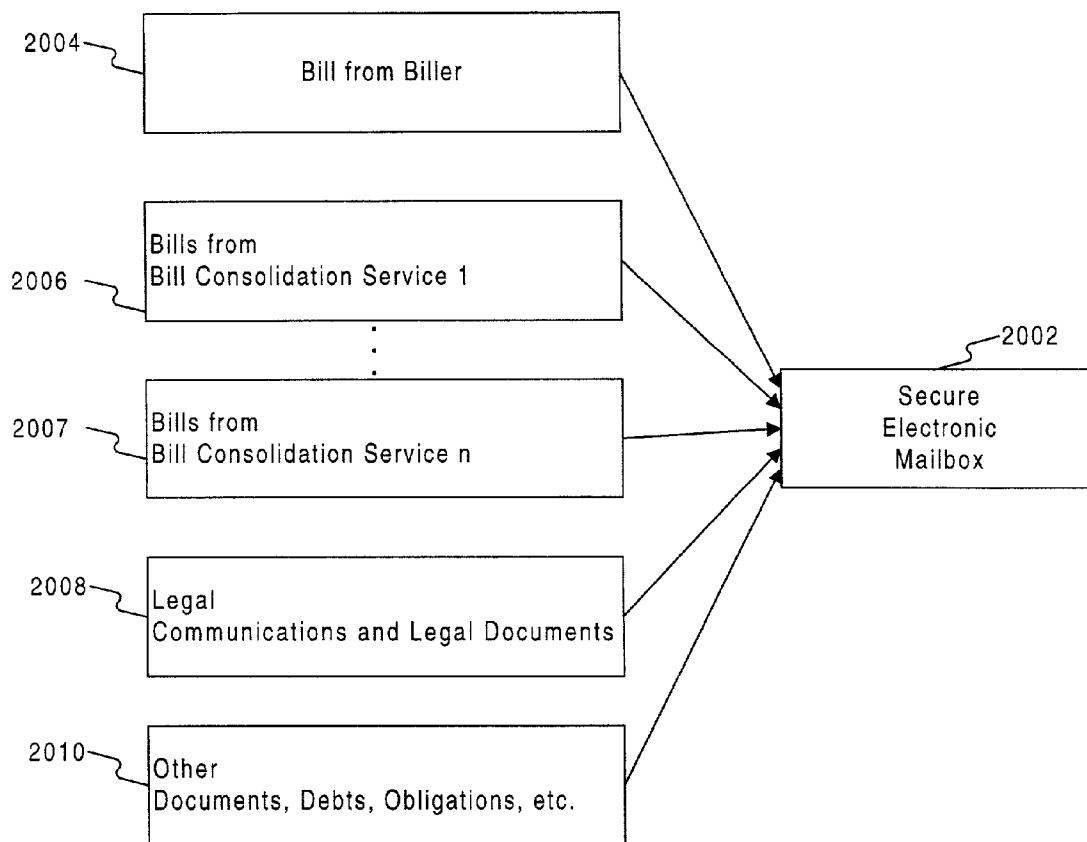 2004
Bill from Biller
Bills from
Bill Consolidation Service 1
2006
2002
Secure
Electronic
Mailbox
Bills from
Bill Consolidation Service n
2007
2008
Legal
Communications and Legal Documents
2010
Other
Documents, Debts, Obligations, etc.